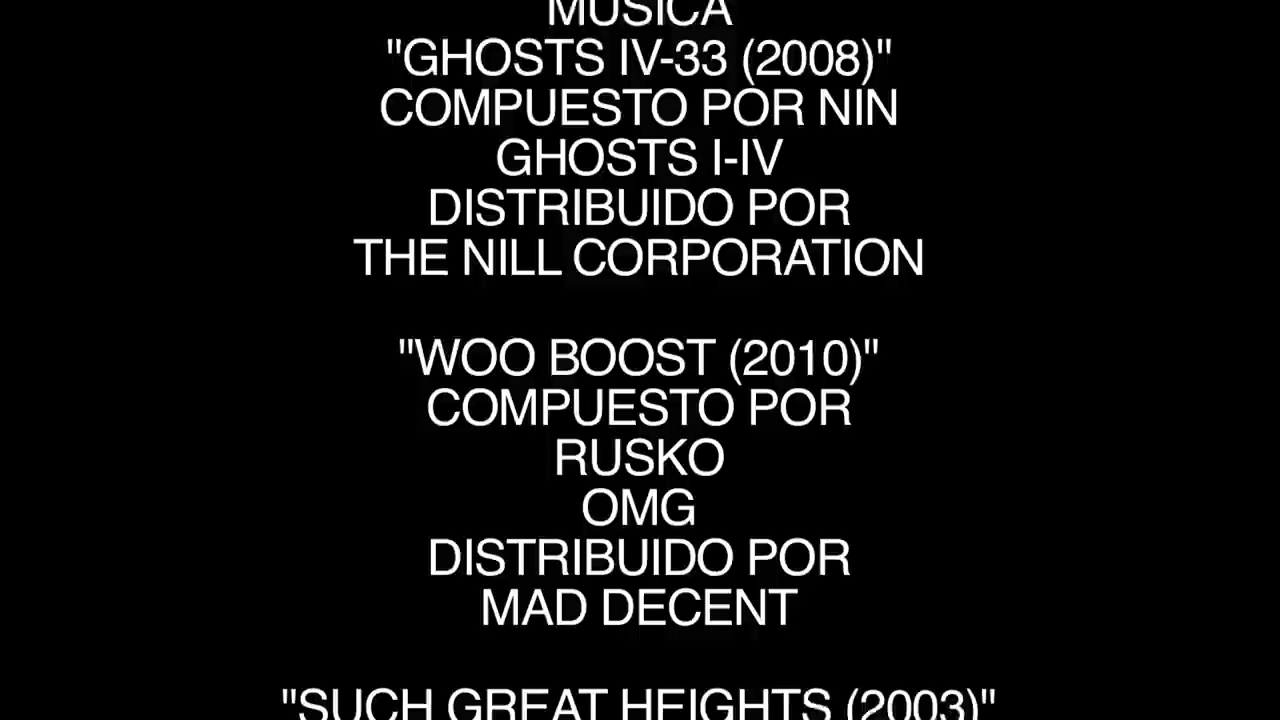 MUSICA
"GHOSTS IV-33 (2008)"
COMPUESTO POR NIN
GHOSTS I-IV
DISTRIBUIDO POR
THE NILL CORPORATION
"WOO BOOST (2010)"
COMPUESTO POR
RUSKO
OMG
DISTRIBUIDO POR
MAD DECENT
"SUCH GREAT HEIGHTS (2003)"